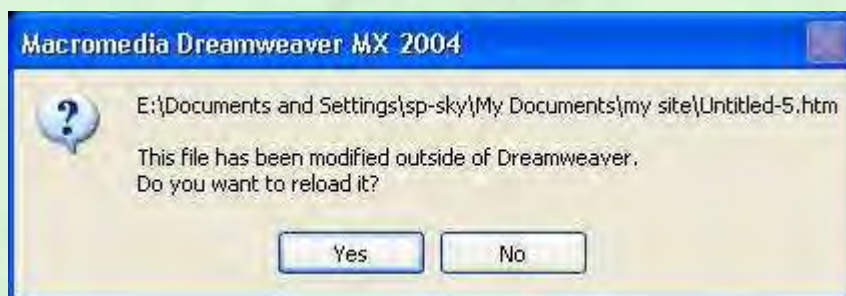 Macromedia Dreamweaver MX 2004
E:\Documents and Settings\sp-sky\My Documents\my site\Untitled-5.htm
This file has been modified outside of Dreamweaver.
Do you want to reload it?
Yes
No